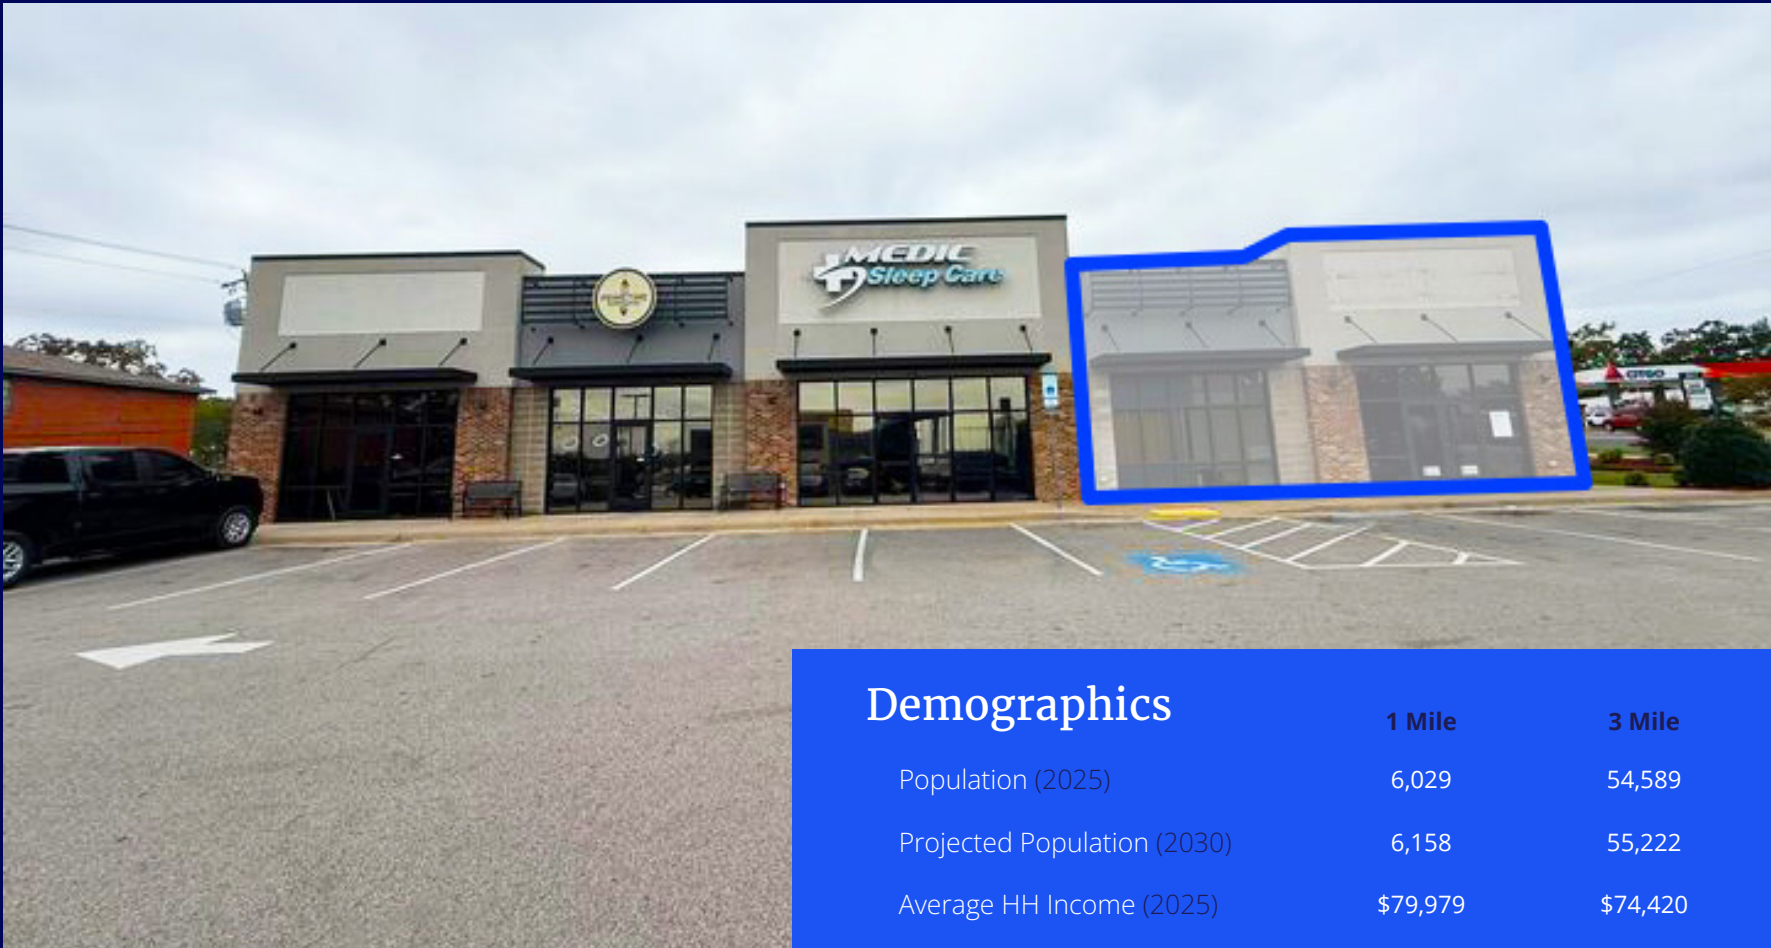 MEDIC
Sleep Care
CITGO
Demographics
1 Mile 3 Mile
Population (2025) 6,029 54,589
Projected Population (2030) 6,158 55,222
Average HH Income (2025) $79,979 $74,420